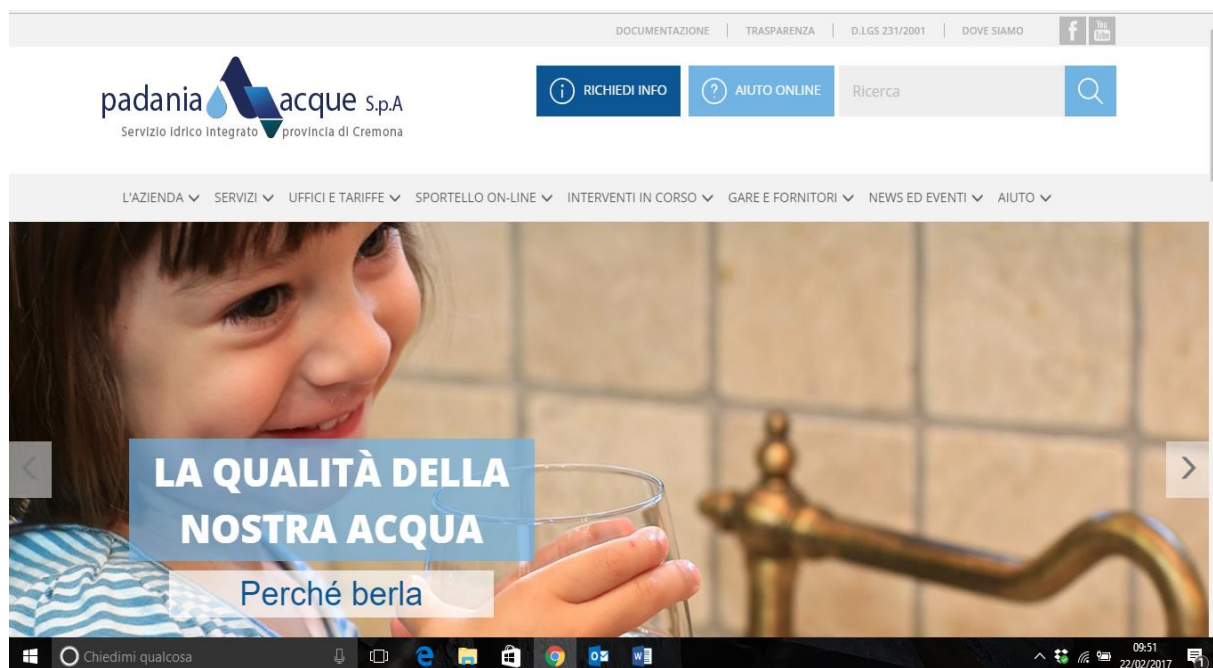 DOCUMENTAZIONE | TRASPARENZA | D.LGS 231/2001 | DOVE SIAMO f You Tube
padania acque S.p.A
Servizio idrico integrato provincia di Cremona
RICHIEDI INFO AIUTO ONLINE Ricerca
L'AZIENDA SERVIZI UFFICI E TARIFFE SPORTELLO ON-LINE INTERVENTI IN CORSO GARE E FORNITORI NEWS ED EVENTI AIUTO
LA QUALITÀ DELLA
NOSTRA ACQUA
Perché berla
Chiedimi qualcosa
09:51
22/02/2017